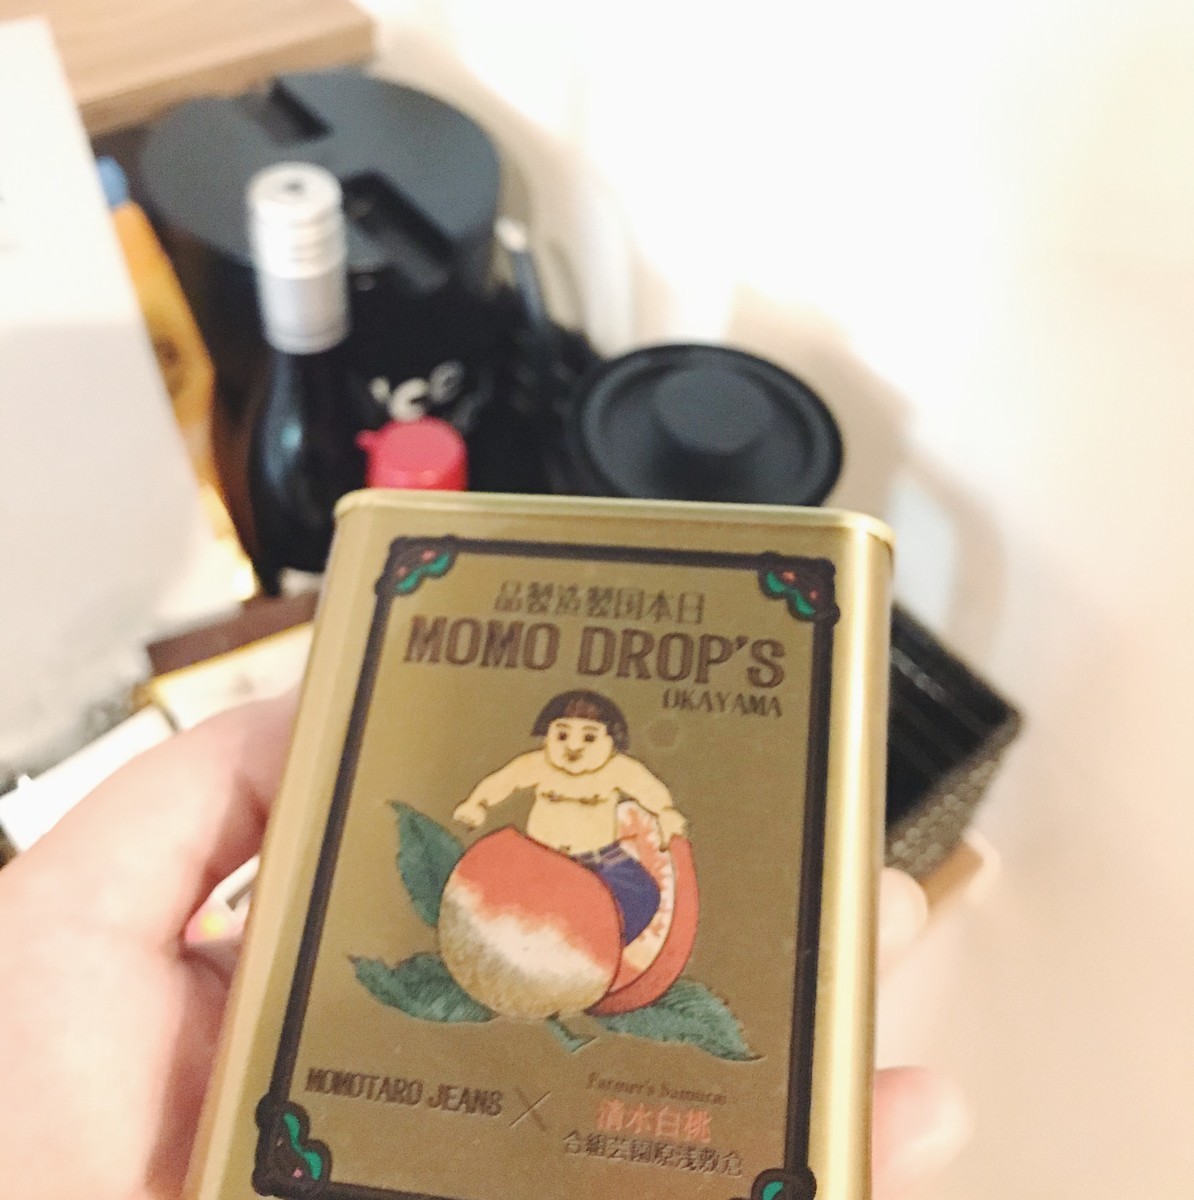 日本国製造製品
MOMO DROP'S
OKAYAMA
MOMOTARO JEANS ×
Farmer's Samurai
清水白桃
倉敷浅原園芸組合